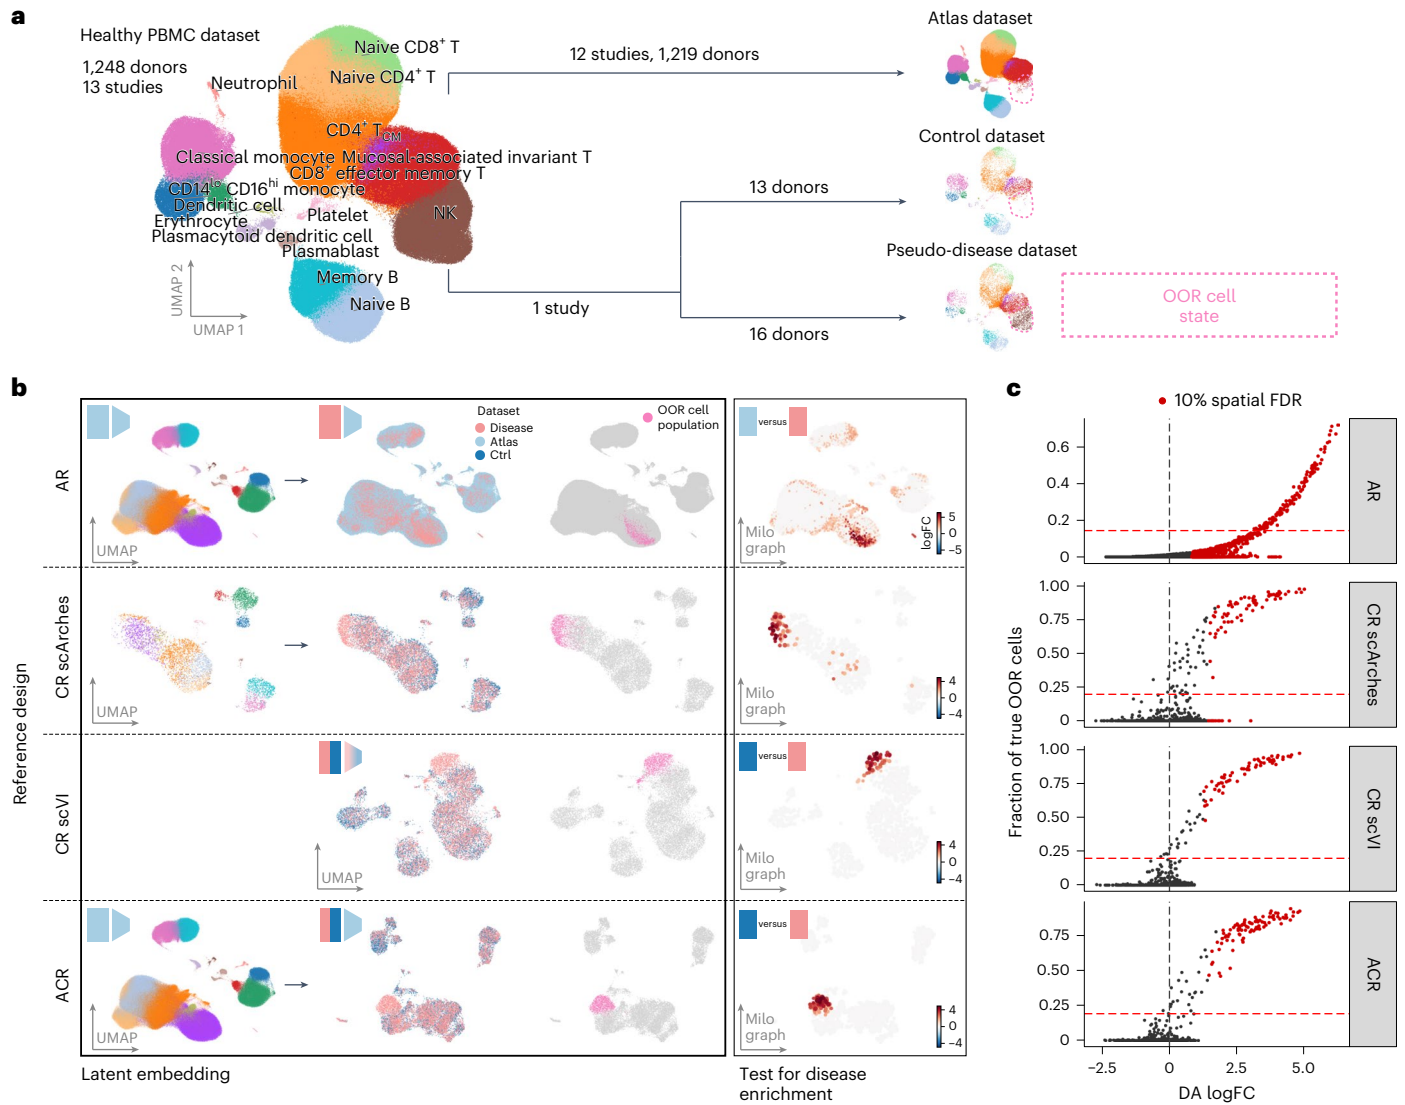 a
Healthy PBMC dataset
1,248 donors
13 studies
Neutrophil
Naive CD8⁺ T
Naive CD4⁺ T
CD4⁺ T_CM
Classical monocyte
Mucosal-associated invariant T
CD8⁺ effector memory T
CD14^lo CD16^hi monocyte
Dendritic cell
Erythrocyte
Platelet
NK
Plasmacytoid dendritic cell
Plasmablast
Memory B
Naive B
UMAP 2
UMAP 1
12 studies, 1,219 donors
1 study
13 donors
16 donors
Atlas dataset
Control dataset
Pseudo-disease dataset
OOR cell
state
b
Reference design
AR
UMAP
Dataset
Disease
Atlas
Ctrl
OOR cell
population
versus
Milo
graph
logFC
5
0
−5
CR scArches
UMAP
Milo
graph
4
0
−4
CR scVI
UMAP
versus
Milo
graph
4
0
−4
ACR
UMAP
versus
Milo
graph
4
0
−4
Latent embedding
Test for disease
enrichment
c
10% spatial FDR
Fraction of true OOR cells
0.6
0.4
0.2
0
AR
1.00
0.75
0.50
0.25
0
CR scArches
1.00
0.75
0.50
0.25
0
CR scVI
0.75
0.50
0.25
0
ACR
−2.5
0
2.5
5.0
DA logFC